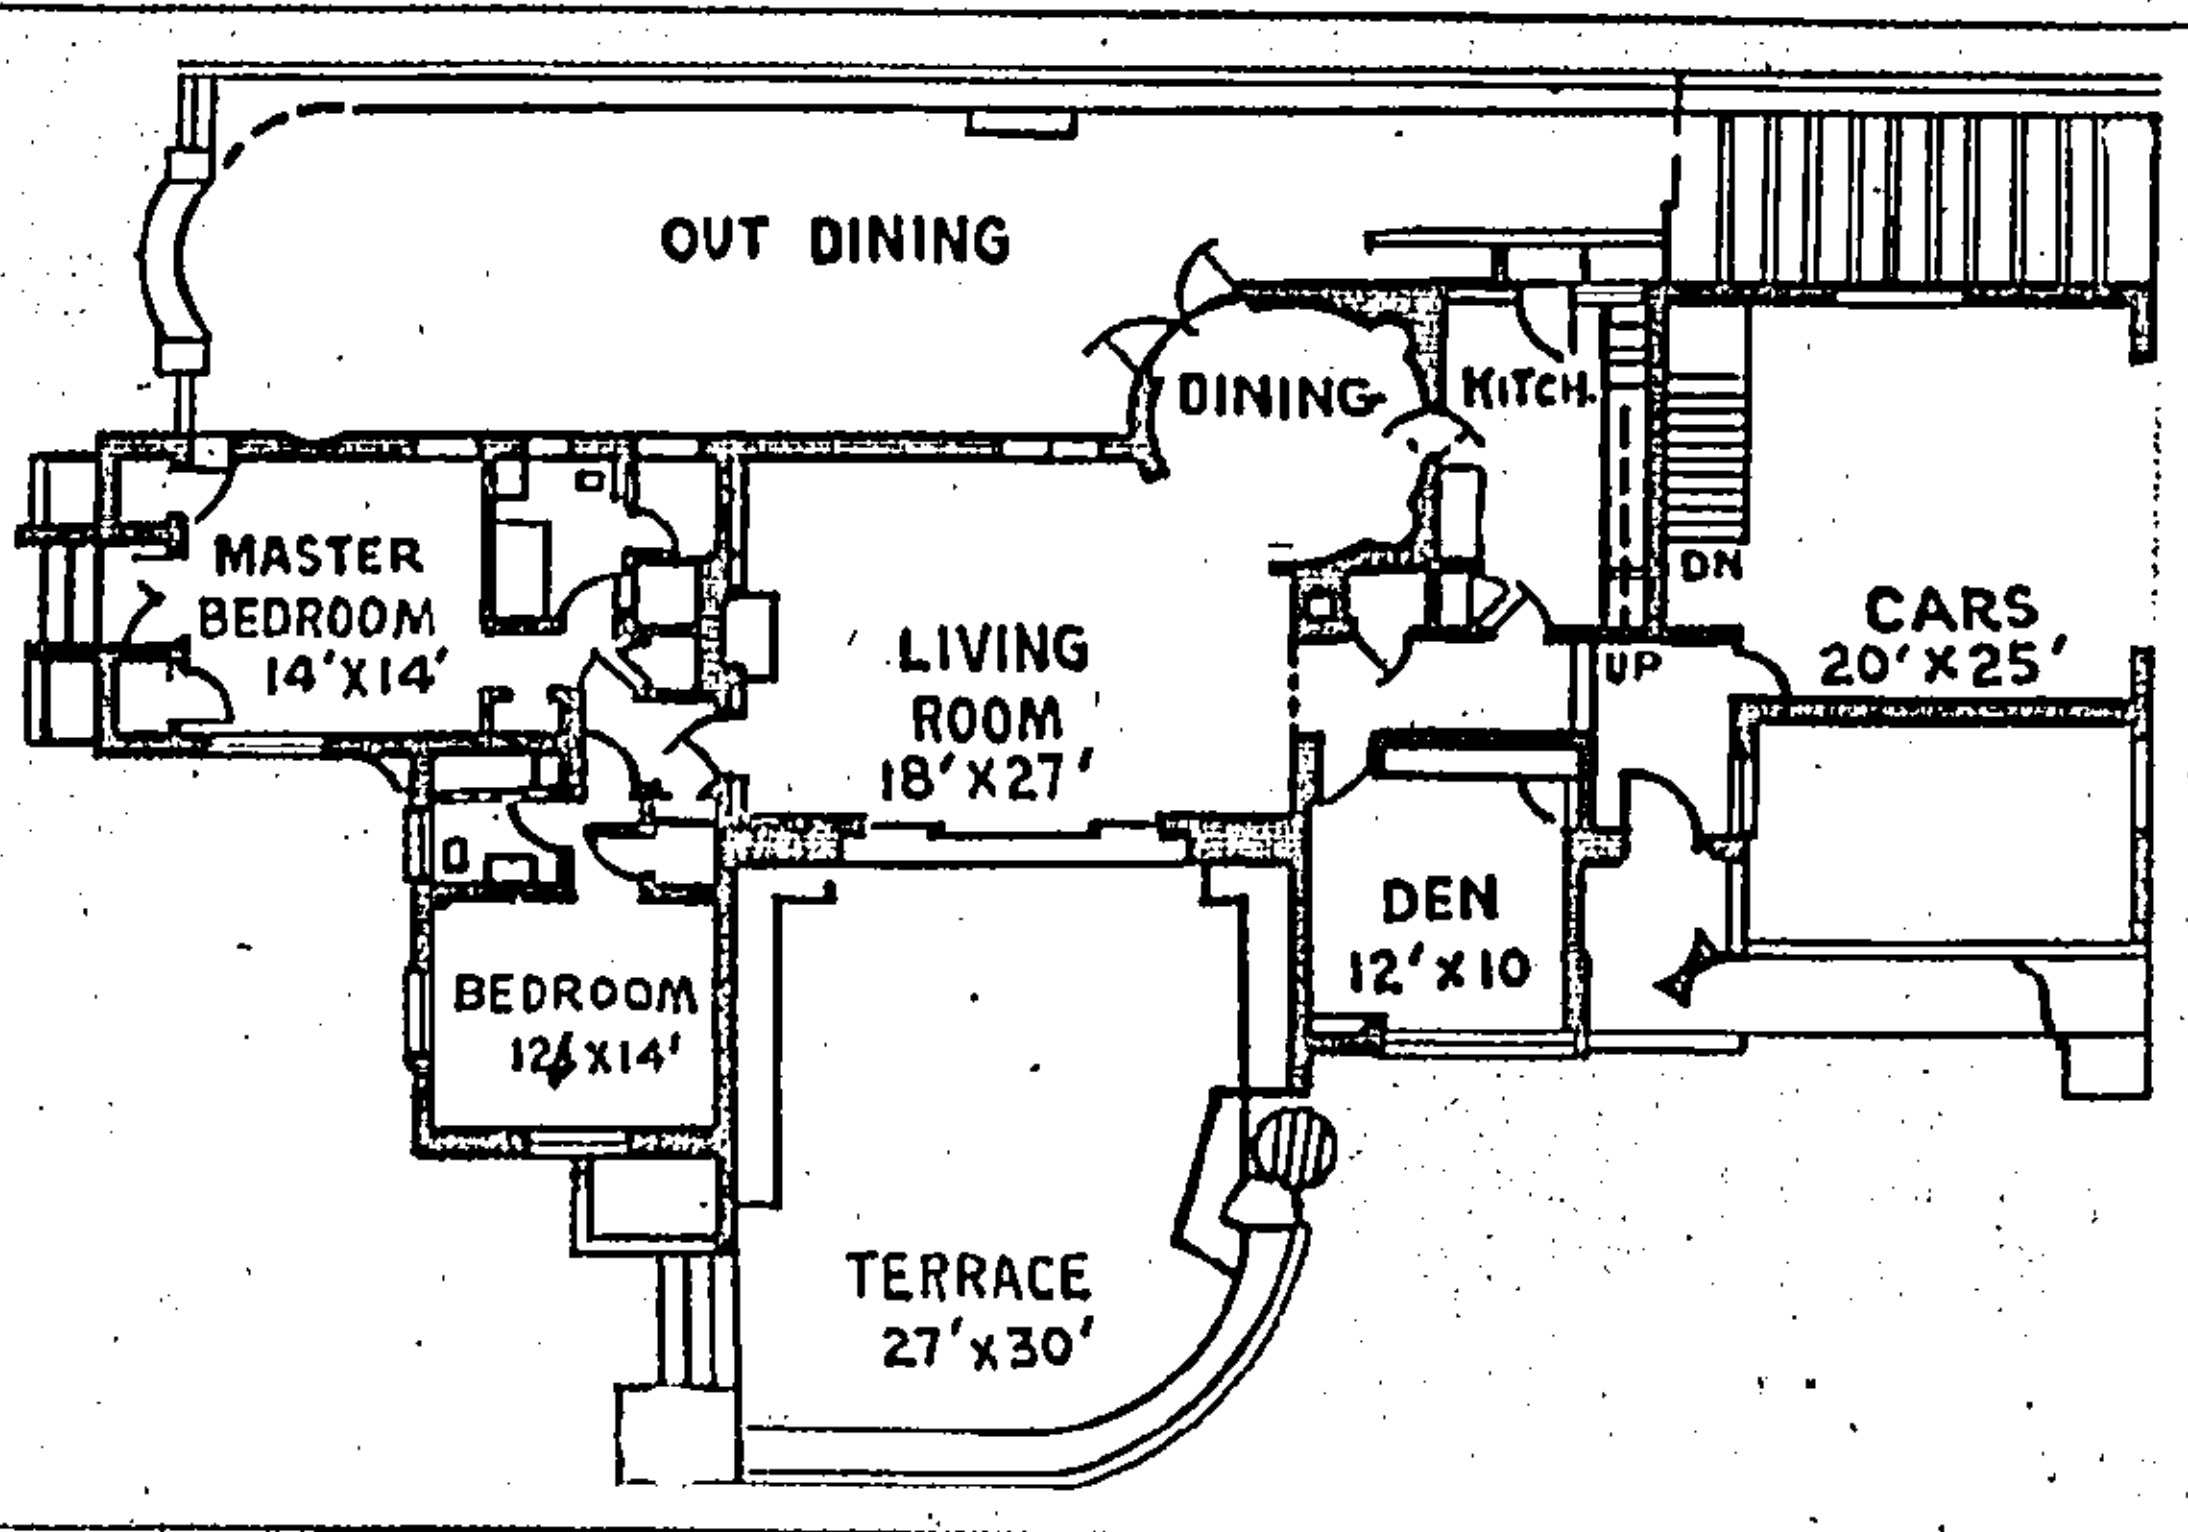 OUT DINING
DINING
KITCH.
MASTER
BEDROOM
14'X14'
LIVING
ROOM
18'X27'
DN
UP
CARS
20'X25'
DEN
12'X10
BEDROOM
12'X14'
TERRACE
27'X30'